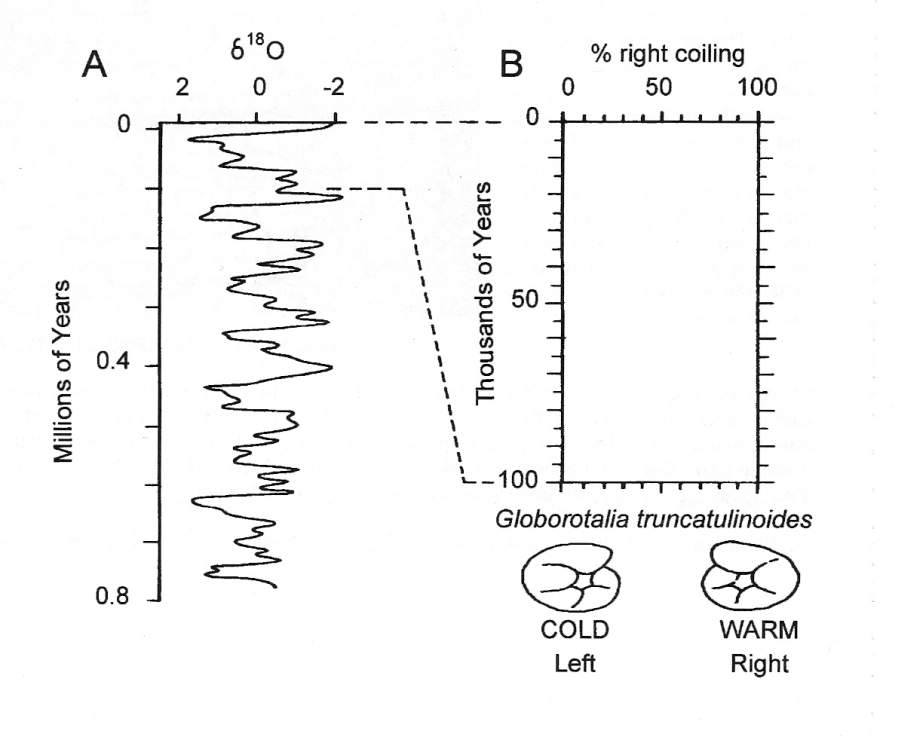 A
δ18O
2 0 -2
0
0.4
0.8
Millions of Years
B
% right coiling
0 50 100
0
50
100
Thousands of Years
Globorotalia truncatulinoides
COLD
Left
WARM
Right